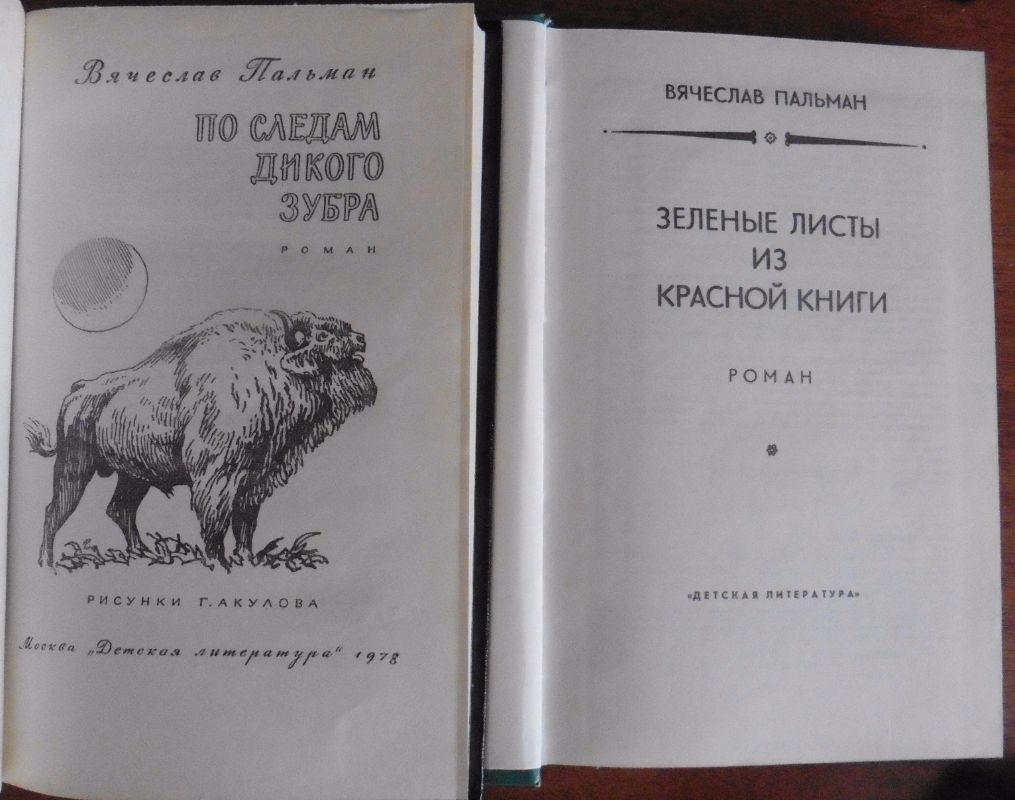 Вячеслав Пальман
ПО СЛЕДАМ
ДИКОГО
ЗУБРА
РОМАН
РИСУНКИ Г. АКУЛОВА
Москва „Детская литература“ 1978
ВЯЧЕСЛАВ ПАЛЬМАН
ЗЕЛЕНЫЕ ЛИСТЫ
ИЗ
КРАСНОЙ КНИГИ
РОМАН
«ДЕТСКАЯ ЛИТЕРАТУРА»